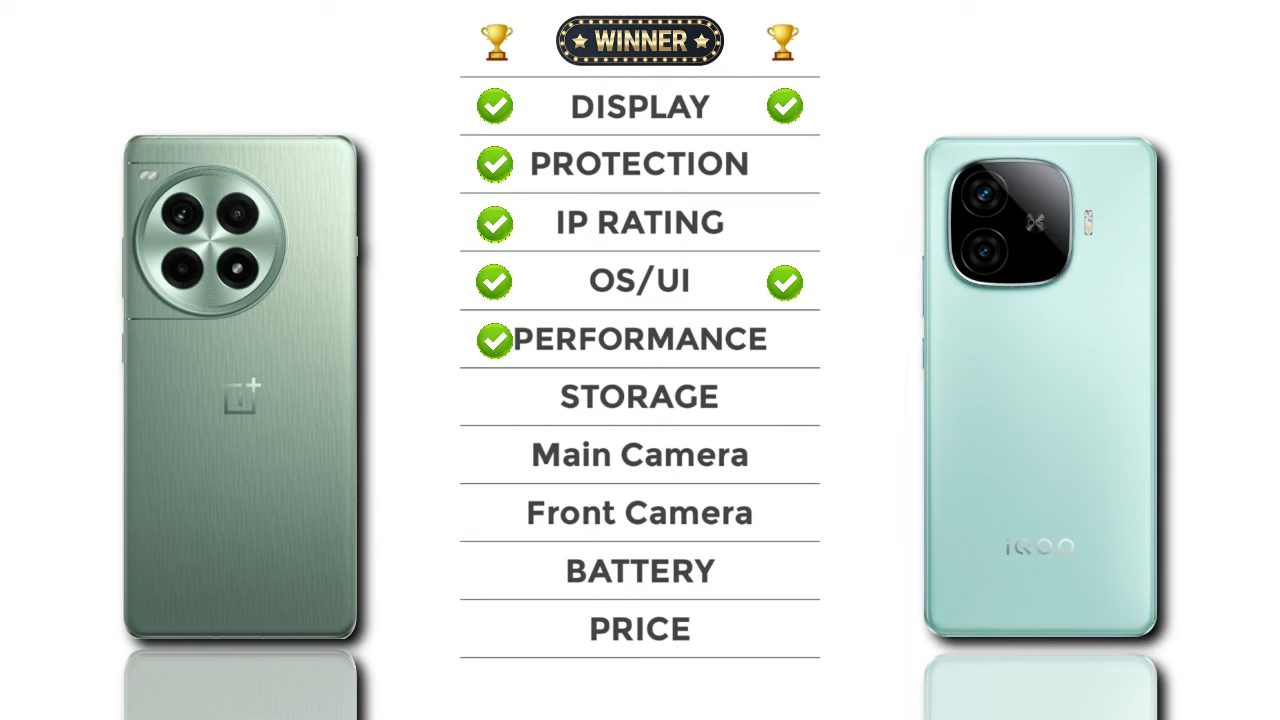 WINNER
DISPLAY
PROTECTION
IP RATING
OS/UI
PERFORMANCE
STORAGE
Main Camera
Front Camera
BATTERY
PRICE
iQOO